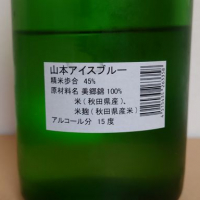 山本アイスブルー
精米歩合 45%
原材料名 美郷錦 100%
米（秋田県産）、
米麹（秋田県産米）
アルコール分 15 度